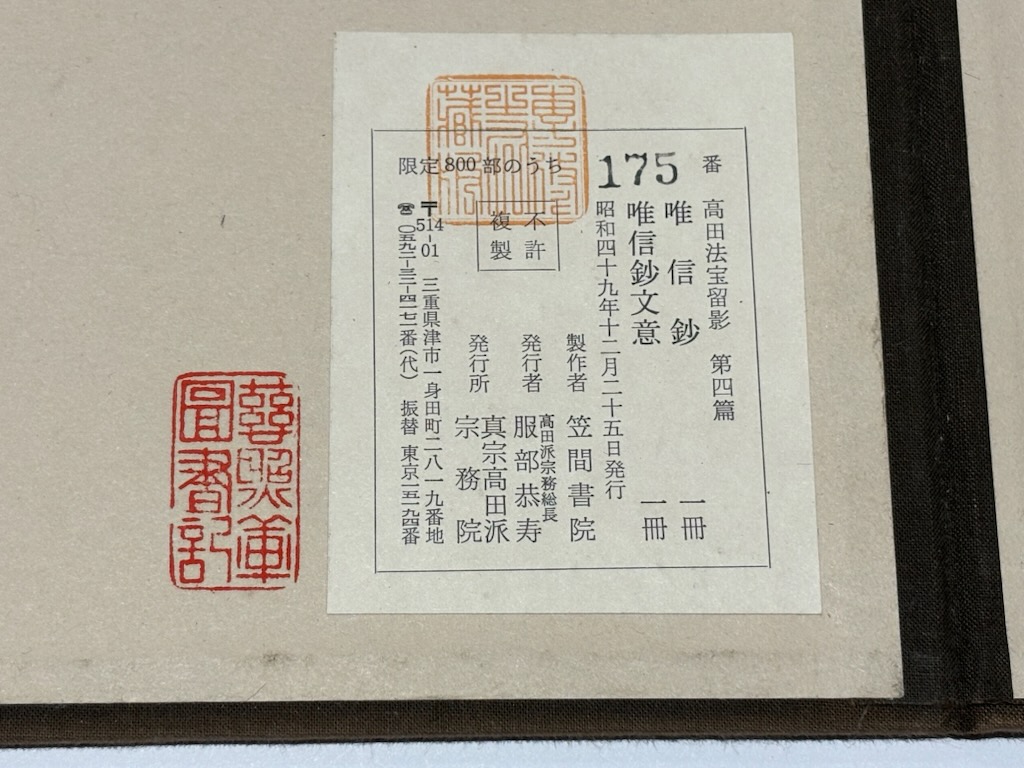 限定800部のうち 175 番
高田法宝留影 第四篇
唯信鈔 一冊
唯信鈔文意 一冊
昭和四十九年十二月二十五日発行
製作者 笠間書院
高田派宗務総長
発行者 服部恭寿
不許
複製
真宗高田派
発行所 宗務院
〒514-01 三重県津市一身田町二八一九番地
☎〇五九二-三二-四一七一番(代) 振替 東京一五一九四番
圖書記